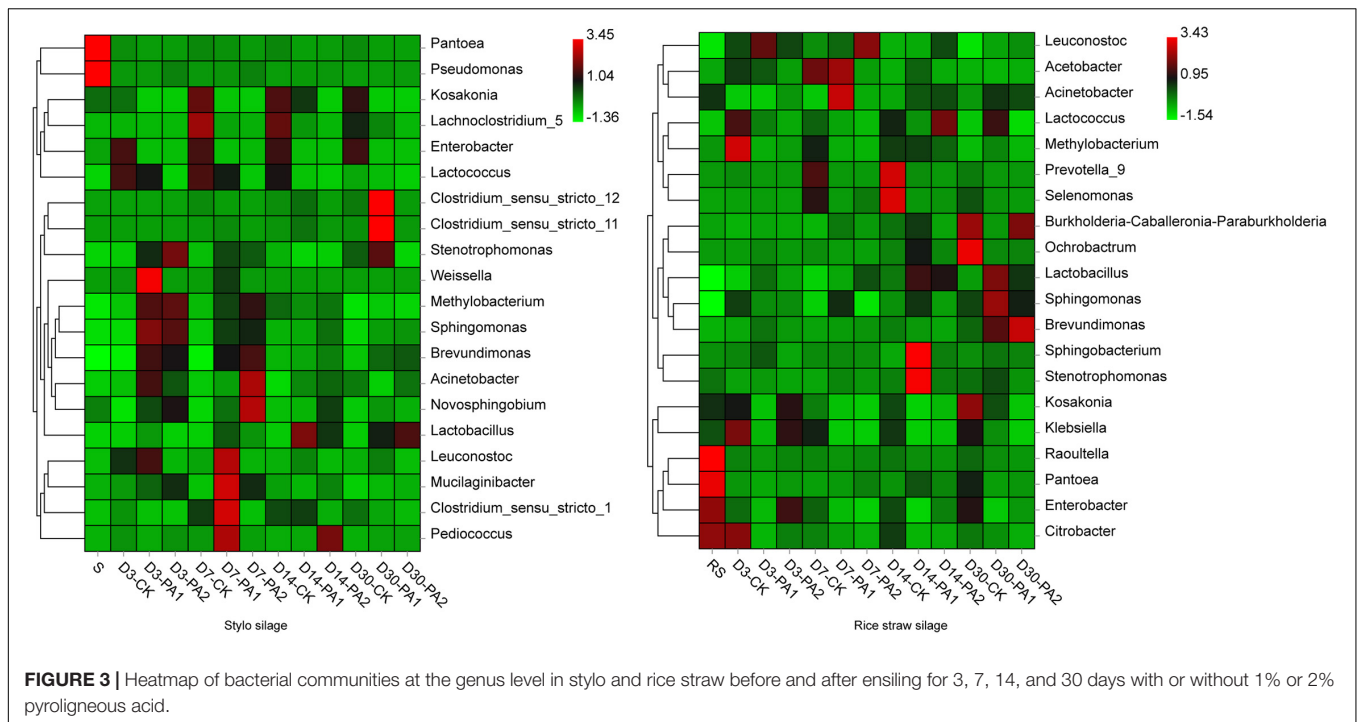 3.45
1.04
-1.36
Pantoea
Pseudomonas
Kosakonia
Lachnoclostridium_5
Enterobacter
Lactococcus
Clostridium_sensu_stricto_12
Clostridium_sensu_stricto_11
Stenotrophomonas
Weissella
Methylobacterium
Sphingomonas
Brevundimonas
Acinetobacter
Novosphingobium
Lactobacillus
Leuconostoc
Mucilaginibacter
Clostridium_sensu_stricto_1
Pediococcus
S
D3-CK
D3-PA1
D3-PA2
D7-CK
D7-PA1
D7-PA2
D14-CK
D14-PA1
D14-PA2
D30-CK
D30-PA1
D30-PA2
Stylo silage
3.43
0.95
-1.54
Leuconostoc
Acetobacter
Acinetobacter
Lactococcus
Methylobacterium
Prevotella_9
Selenomonas
Burkholderia-Caballeronia-Paraburkholderia
Ochrobactrum
Lactobacillus
Sphingomonas
Brevundimonas
Sphingobacterium
Stenotrophomonas
Kosakonia
Klebsiella
Raoultella
Pantoea
Enterobacter
Citrobacter
RS
D3-CK
D3-PA1
D3-PA2
D7-CK
D7-PA1
D7-PA2
D14-CK
D14-PA1
D14-PA2
D30-CK
D30-PA1
D30-PA2
Rice straw silage
FIGURE 3 | Heatmap of bacterial communities at the genus level in stylo and rice straw before and after ensiling for 3, 7, 14, and 30 days with or without 1% or 2%
pyroligneous acid.